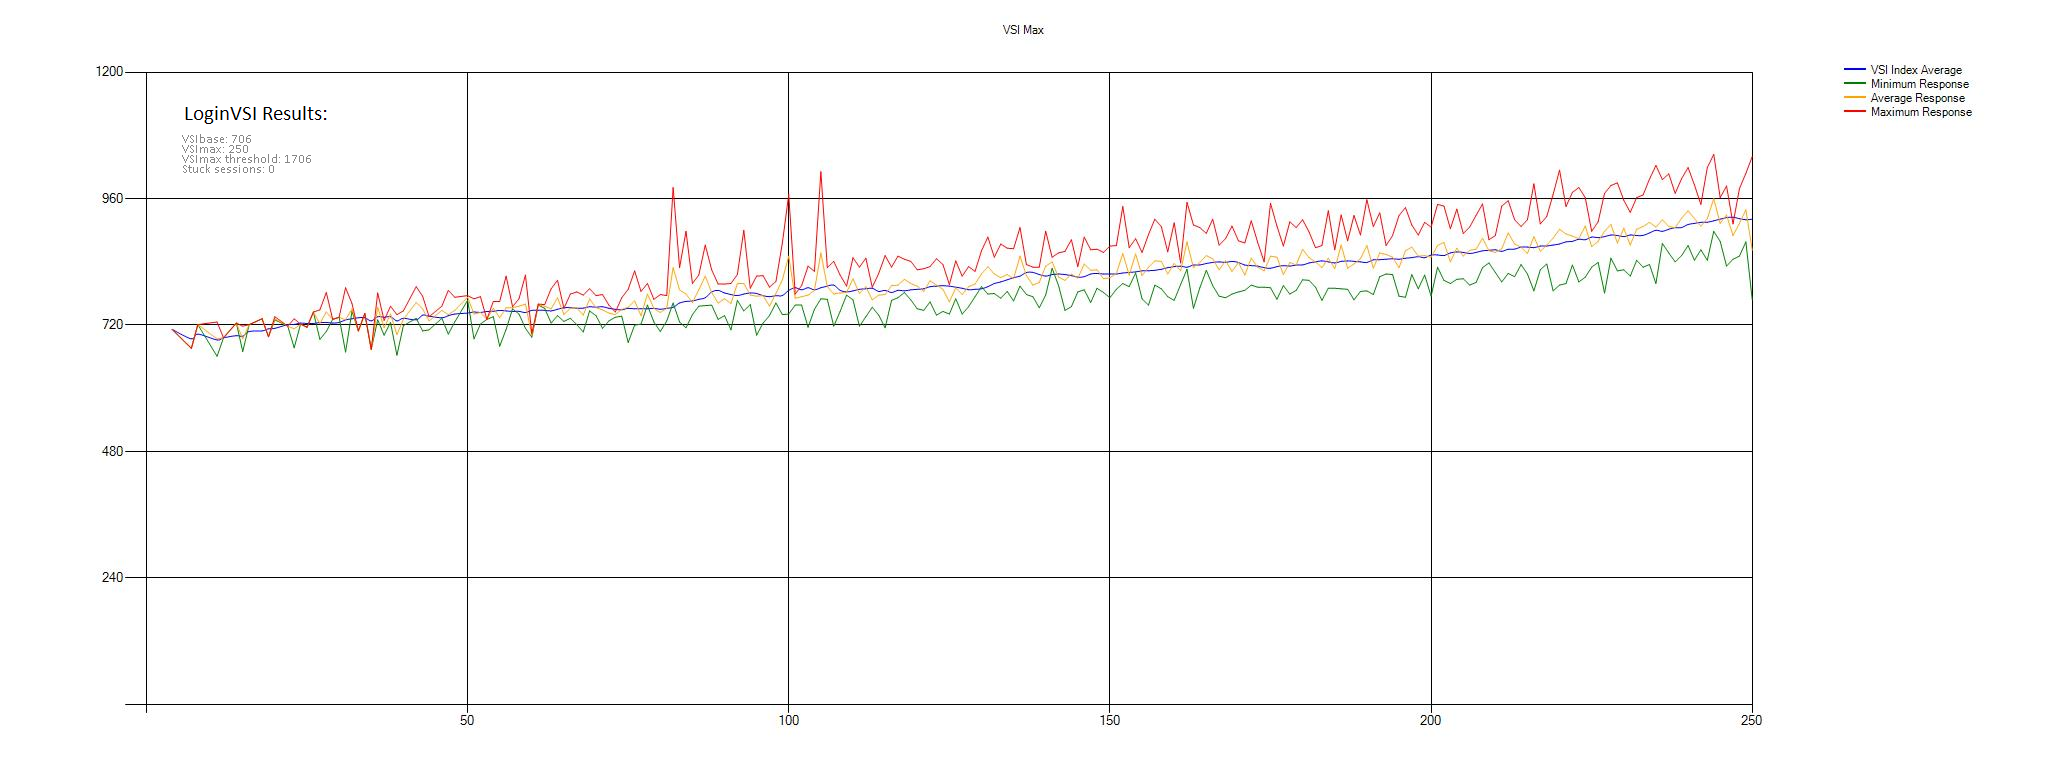 VSI Max
1200
960
720
480
240
LoginVSI Results:
VSIbase: 706
VSImax: 250
VSImax threshold: 1706
Stuck sessions: 0
50
100
150
200
250
VSI Index Average
Minimum Response
Average Response
Maximum Response